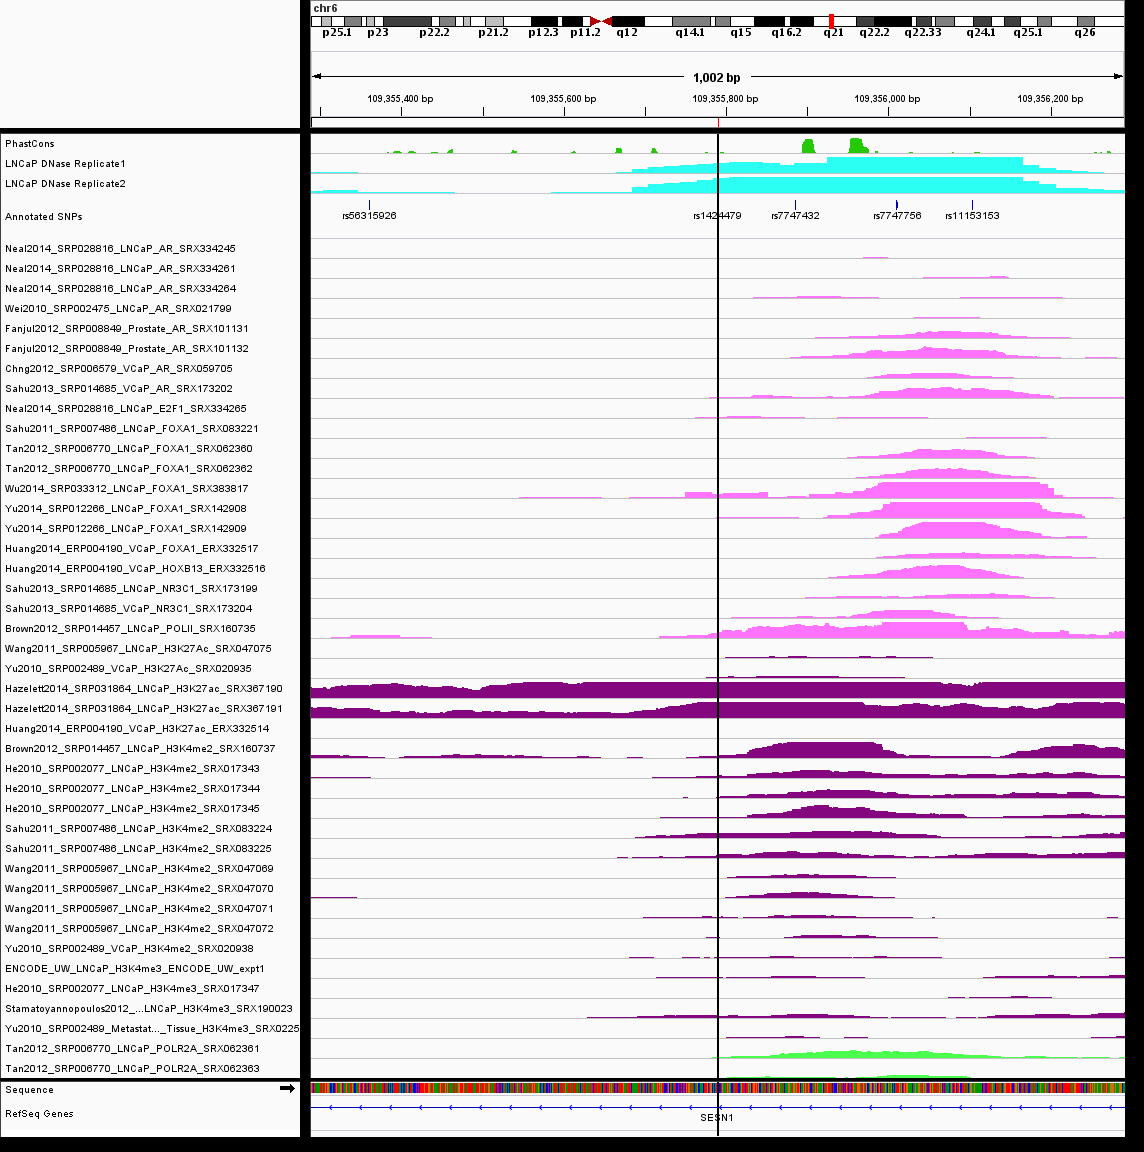 chr6
p25.1 p23 p22.2 p21.2 p12.3 p11.2 q12 q14.1 q15 q16.2 q21 q22.2 q22.33 q24.1 q25.1 q26
1,002 bp
109,355,400 bp 109,355,600 bp 109,355,800 bp 109,356,000 bp 109,356,200 bp
PhastCons
LNCaP DNase Replicate1
LNCaP DNase Replicate2
Annotated SNPs
rs56315926 rs1424479 rs7747432 rs7747756 rs11153153
Neal2014_SRP028816_LNCaP_AR_SRX334245
Neal2014_SRP028816_LNCaP_AR_SRX334261
Neal2014_SRP028816_LNCaP_AR_SRX334264
Wei2010_SRP002475_LNCaP_AR_SRX021799
Fanjul2012_SRP008849_Prostate_AR_SRX101131
Fanjul2012_SRP008849_Prostate_AR_SRX101132
Chng2012_SRP006579_VCaP_AR_SRX059705
Sahu2013_SRP014685_VCaP_AR_SRX173202
Neal2014_SRP028816_LNCaP_E2F1_SRX334265
Sahu2011_SRP007486_LNCaP_FOXA1_SRX083221
Tan2012_SRP006770_LNCaP_FOXA1_SRX062360
Tan2012_SRP006770_LNCaP_FOXA1_SRX062362
Wu2014_SRP033312_LNCaP_FOXA1_SRX383817
Yu2014_SRP012266_LNCaP_FOXA1_SRX142908
Yu2014_SRP012266_LNCaP_FOXA1_SRX142909
Huang2014_ERP004190_VCaP_FOXA1_ERX332517
Huang2014_ERP004190_VCaP_HOXB13_ERX332516
Sahu2013_SRP014685_LNCaP_NR3C1_SRX173199
Sahu2013_SRP014685_VCaP_NR3C1_SRX173204
Brown2012_SRP014457_LNCaP_POLII_SRX160735
Wang2011_SRP005967_LNCaP_H3K27Ac_SRX047075
Yu2010_SRP002489_VCaP_H3K27Ac_SRX020935
Hazelett2014_SRP031864_LNCaP_H3K27ac_SRX367190
Hazelett2014_SRP031864_LNCaP_H3K27ac_SRX367191
Huang2014_ERP004190_VCaP_H3K27ac_ERX332514
Brown2012_SRP014457_LNCaP_H3K4me2_SRX160737
He2010_SRP002077_LNCaP_H3K4me2_SRX017343
He2010_SRP002077_LNCaP_H3K4me2_SRX017344
He2010_SRP002077_LNCaP_H3K4me2_SRX017345
Sahu2011_SRP007486_LNCaP_H3K4me2_SRX083224
Sahu2011_SRP007486_LNCaP_H3K4me2_SRX083225
Wang2011_SRP005967_LNCaP_H3K4me2_SRX047069
Wang2011_SRP005967_LNCaP_H3K4me2_SRX047070
Wang2011_SRP005967_LNCaP_H3K4me2_SRX047071
Wang2011_SRP005967_LNCaP_H3K4me2_SRX047072
Yu2010_SRP002489_VCaP_H3K4me2_SRX020938
ENCODE_UW_LNCaP_H3K4me3_ENCODE_UW_expt1
He2010_SRP002077_LNCaP_H3K4me3_SRX017347
Stamatoyannopoulos2012_...LNCaP_H3K4me3_SRX190023
Yu2010_SRP002489_Metastat..._Tissue_H3K4me3_SRX0225
Tan2012_SRP006770_LNCaP_POLR2A_SRX062361
Tan2012_SRP006770_LNCaP_POLR2A_SRX062363
Sequence
RefSeq Genes
SESN1